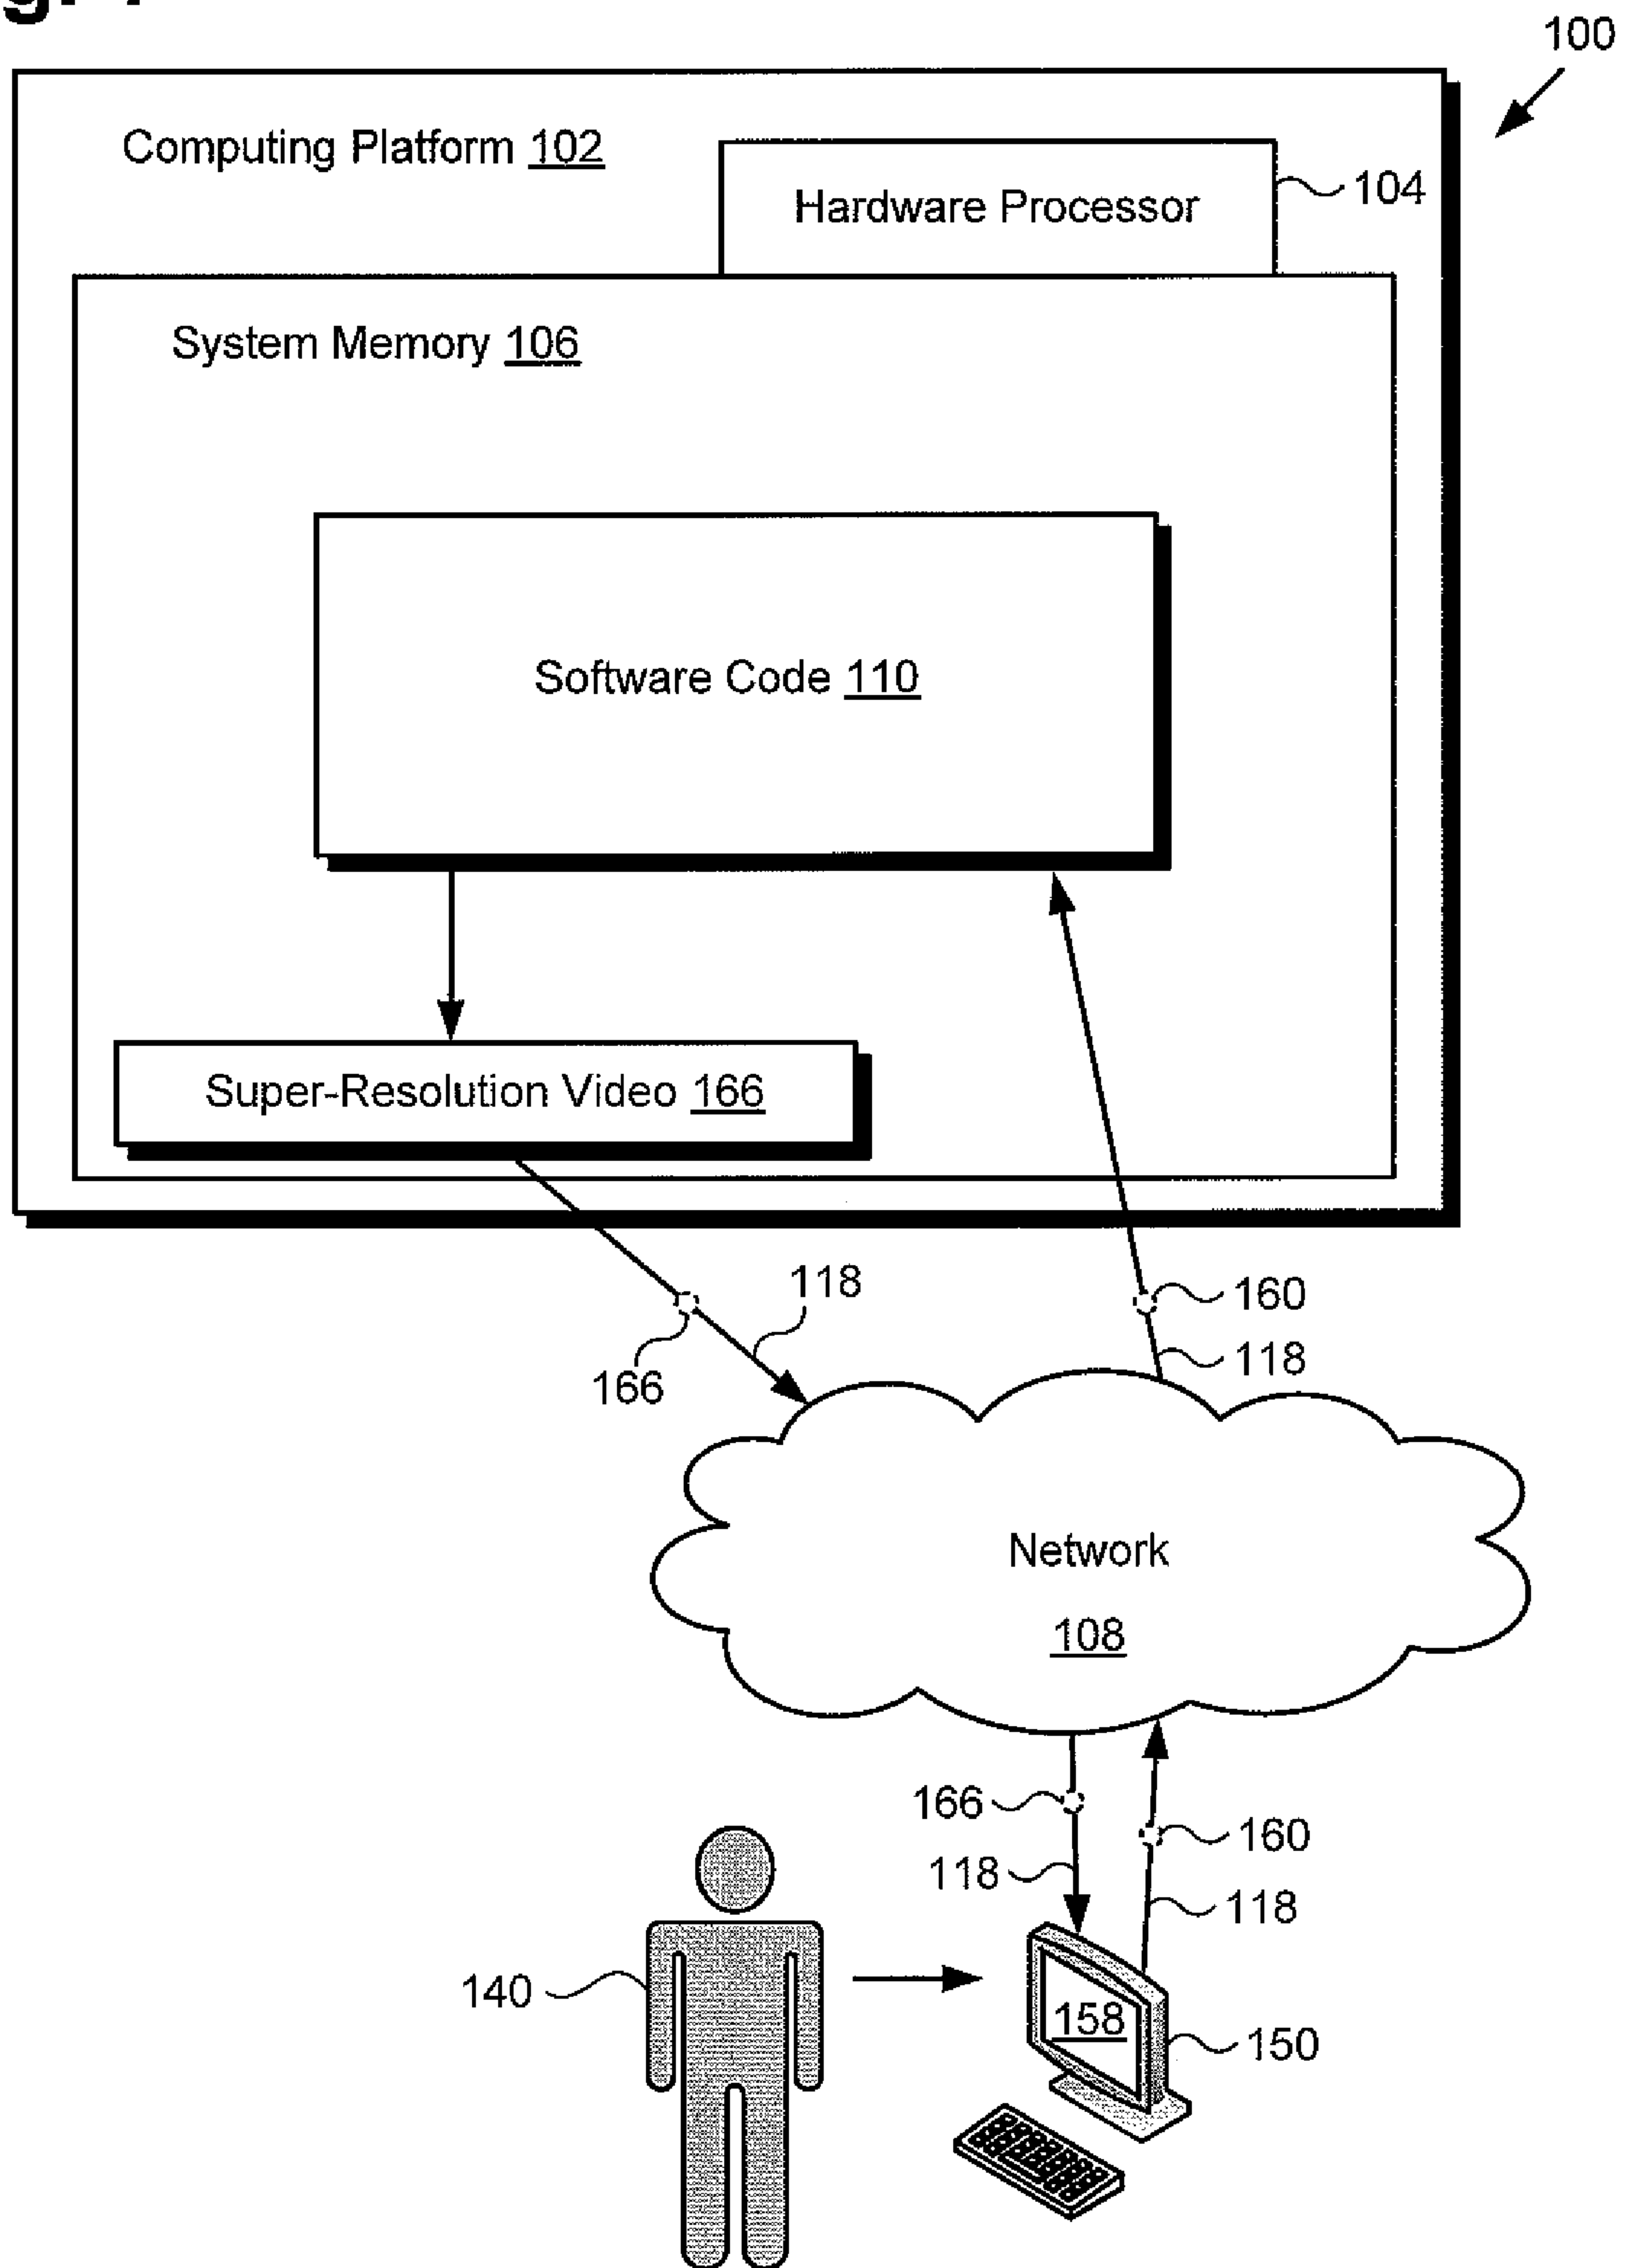 100
Computing Platform 102
Hardware Processor
104
System Memory 106
Software Code 110
Super-Resolution Video 166
118
160
166
118
Network
108
166
160
118
118
140
158
150